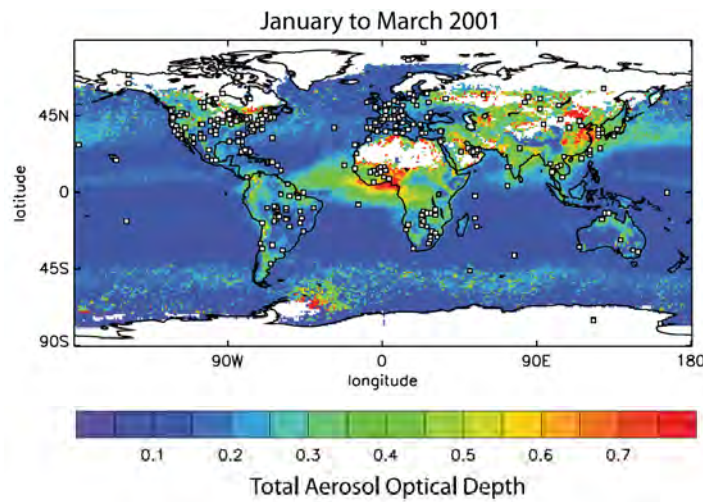 January to March 2001
latitude
45N
0
45S
90S
90W 0 90E 180
longitude
0.1 0.2 0.3 0.4 0.5 0.6 0.7
Total Aerosol Optical Depth